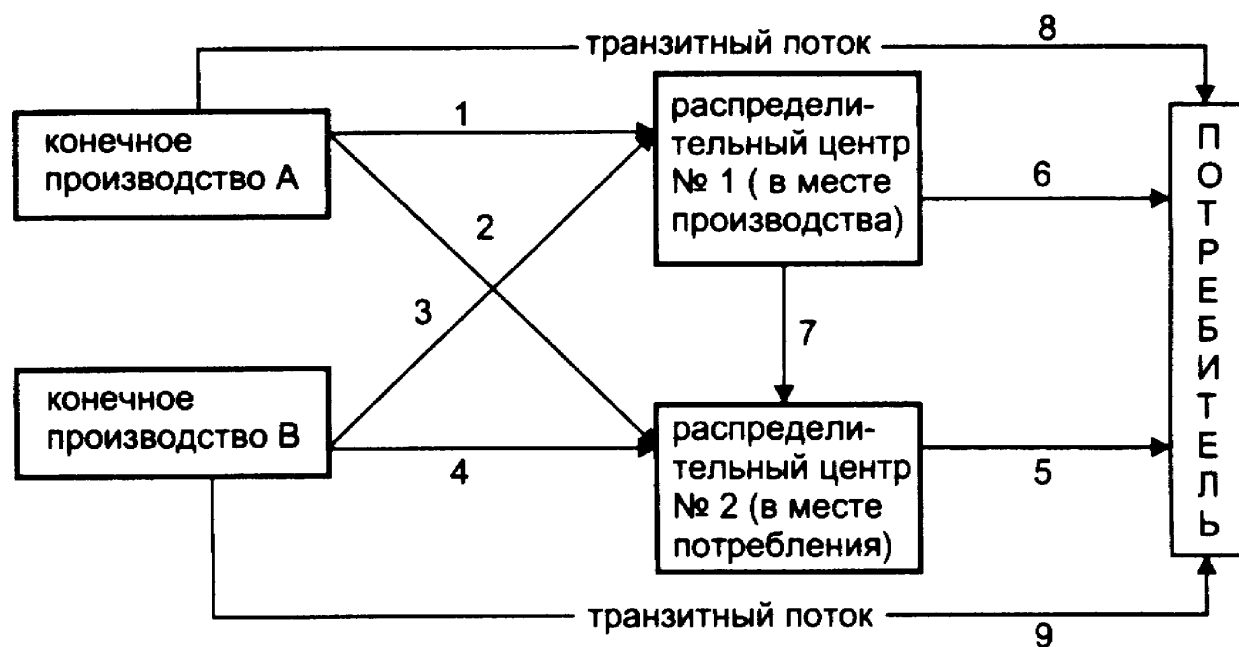 транзитный поток
8
конечное
производство А
1
распредели-
тельный центр
№ 1 ( в месте
производства)
6
2
3
7
конечное
производство В
4
распредели-
тельный центр
№ 2 (в месте
потребления)
5
ПОТРЕБИТЕЛЬ
транзитный поток
9